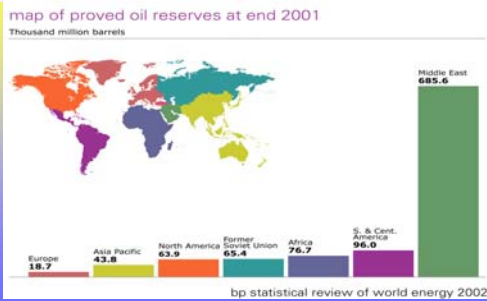 map of proved oil reserves at end 2001
Thousand million barrels
Middle East
685.6
S. & Cent.
America
96.0
Former
Soviet Union
65.4
Africa
76.7
North America
63.9
Asia Pacific
43.8
Europe
18.7
bp statistical review of world energy 2002